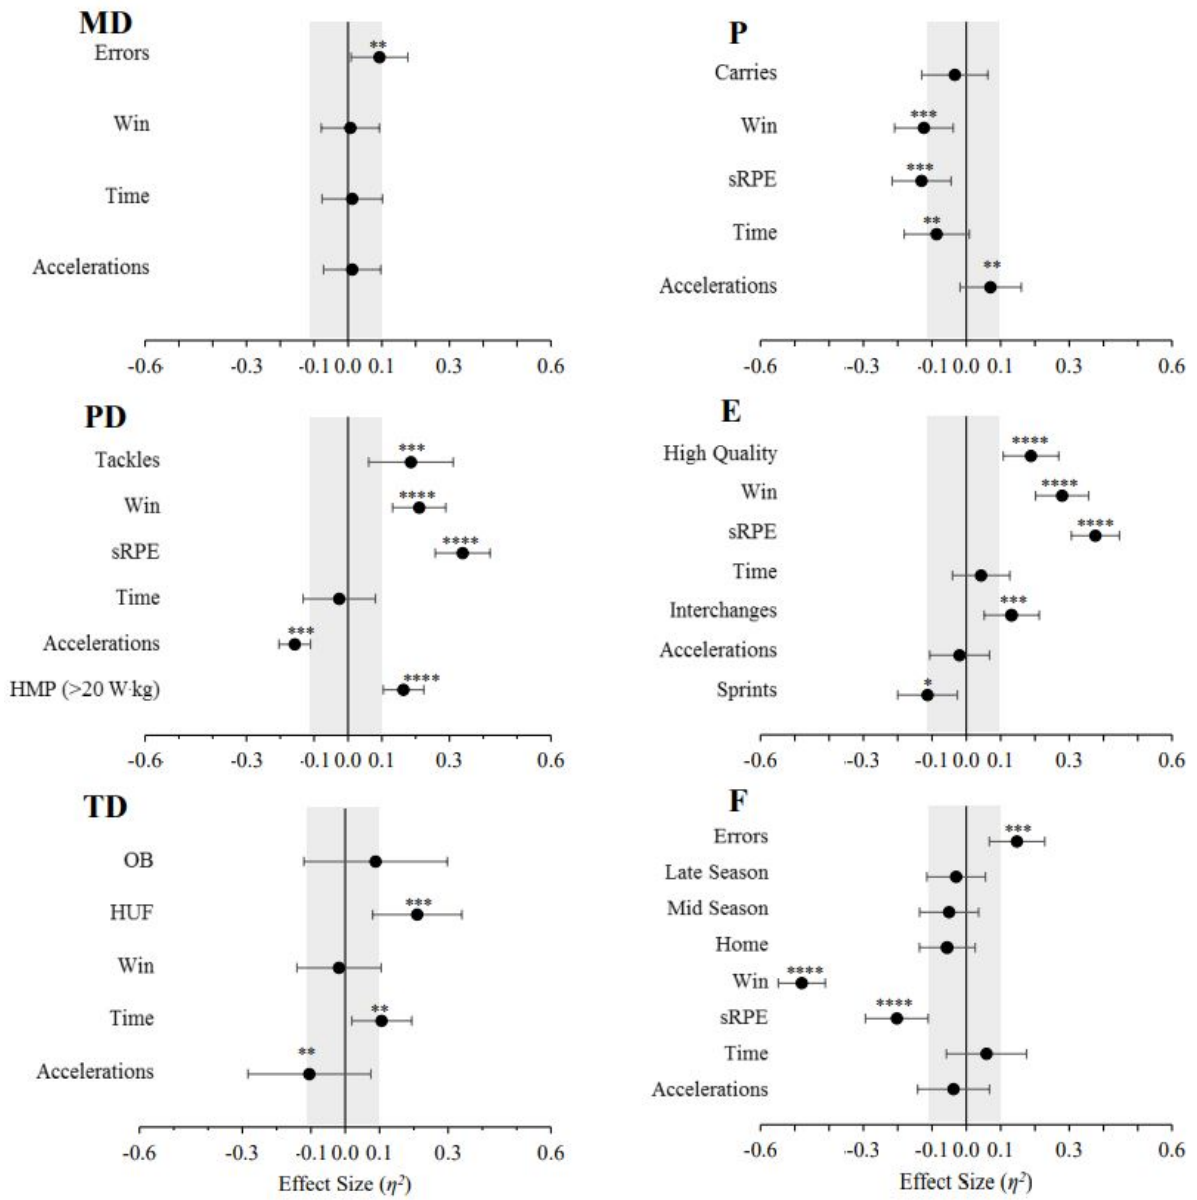 MD
Errors
**
Win
Time
Accelerations
-0.6 -0.3 -0.1 0.0 0.1 0.3 0.6
P
Carries
Win
***
sRPE
***
Time
**
Accelerations
**
-0.6 -0.3 -0.1 0.0 0.1 0.3 0.6
PD
Tackles
***
Win
****
sRPE
****
Time
Accelerations
***
HMP (>20 W·kg)
****
-0.6 -0.3 -0.1 0.0 0.1 0.3 0.6
E
High Quality
****
Win
****
sRPE
****
Time
Interchanges
***
Accelerations
Sprints
*
-0.6 -0.3 -0.1 0.0 0.1 0.3 0.6
TD
OB
HUF
***
Win
Time
**
Accelerations
**
-0.6 -0.3 -0.1 0.0 0.1 0.3 0.6
Effect Size (η²)
F
Errors
***
Late Season
Mid Season
Home
Win
****
sRPE
****
Time
Accelerations
-0.6 -0.3 -0.1 0.0 0.1 0.3 0.6
Effect Size (η²)